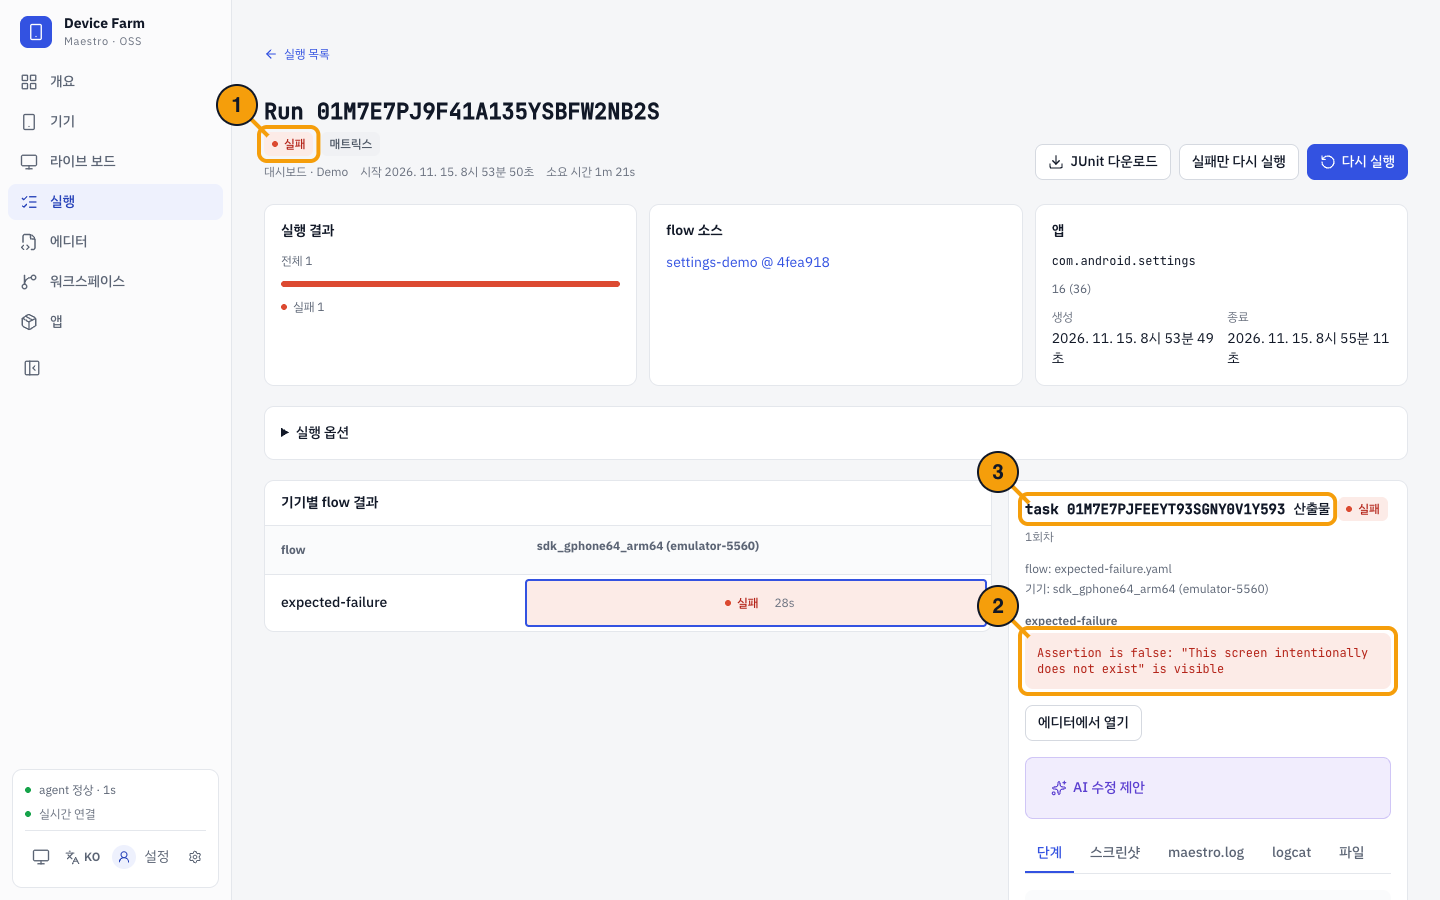 Device Farm
Maestro · OSS
개요
기기
라이브 보드
실행
에디터
워크스페이스
앱
agent 정상 · 1s
실시간 연결
KO
설정
실행 목록
1
Run 01M7E7PJ9F41A135YSBFW2NB2S
실패
매트릭스
대시보드 · Demo 시작 2026. 11. 15. 8시 53분 50초 소요 시간 1m 21s
JUnit 다운로드
실패만 다시 실행
다시 실행
실행 결과
전체 1
실패 1
flow 소스
settings-demo @ 4fea918
앱
com.android.settings
16 (36)
생성
2026. 11. 15. 8시 53분 49
초
종료
2026. 11. 15. 8시 55분 11
초
실행 옵션
기기별 flow 결과
flow
sdk_gphone64_arm64 (emulator-5560)
expected-failure
실패 28s
3
task 01M7E7PJFEEYT93SGNY0V1Y593 산출물
실패
1회차
flow: expected-failure.yaml
기기: sdk_gphone64_arm64 (emulator-5560)
2
expected-failure
Assertion is false: "This screen intentionally
does not exist" is visible
에디터에서 열기
AI 수정 제안
단계
스크린샷
maestro.log
logcat
파일